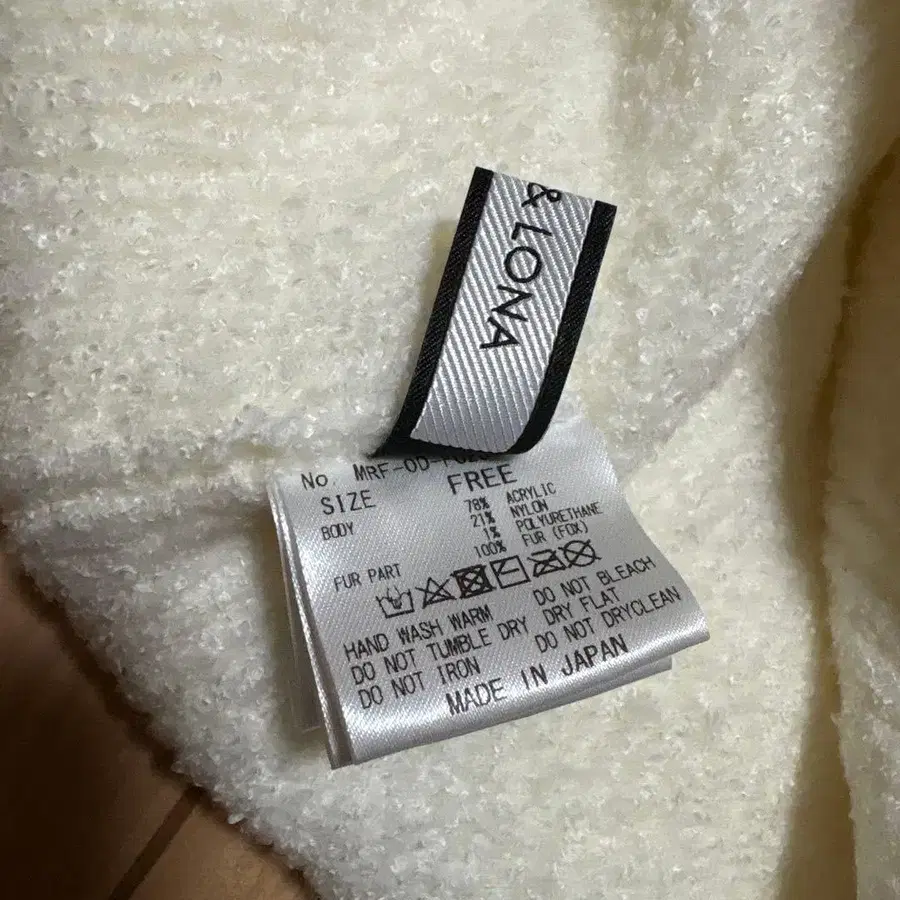 & LONA
No MRF-OD-
SIZE FREE
BODY 78% ACRYLIC
21% NYLON
1% POLYURETHANE
FUR PART 100% FUR (FOX)
HAND WASH WARM DO NOT BLEACH
DO NOT TUMBLE DRY DRY FLAT
DO NOT IRON DO NOT DRYCLEAN
MADE IN JAPAN